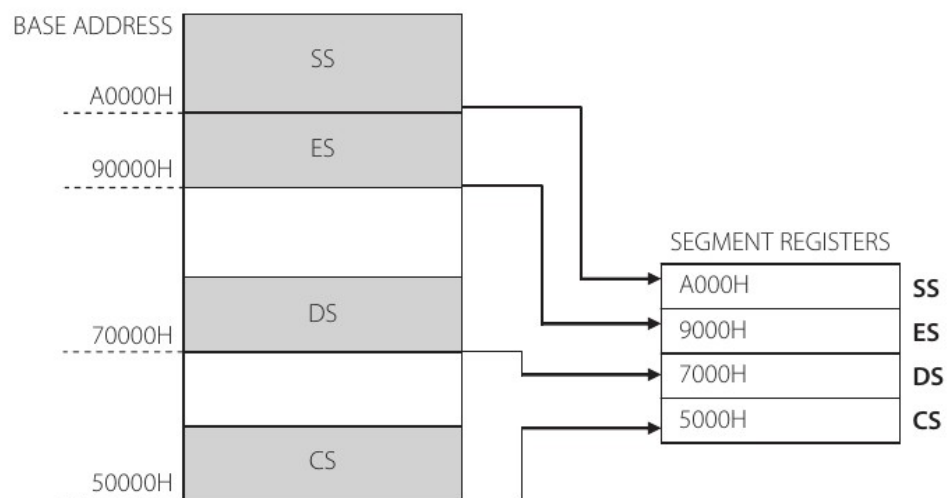 BASE ADDRESS
SS
A0000H
ES
90000H
SEGMENT REGISTERS
A000H SS
9000H ES
DS
70000H
7000H DS
5000H CS
CS
50000H